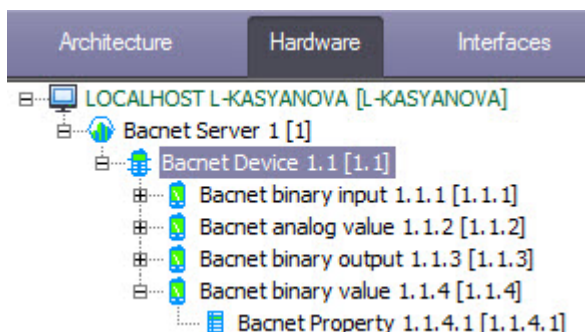 Architecture Hardware Interfaces
LOCALHOST L-KASYANOVA [L-KASYANOVA]
Bacnet Server 1 [1]
Bacnet Device 1.1 [1.1]
Bacnet binary input 1.1.1 [1.1.1]
Bacnet analog value 1.1.2 [1.1.2]
Bacnet binary output 1.1.3 [1.1.3]
Bacnet binary value 1.1.4 [1.1.4]
Bacnet Property 1.1.4.1 [1.1.4.1]